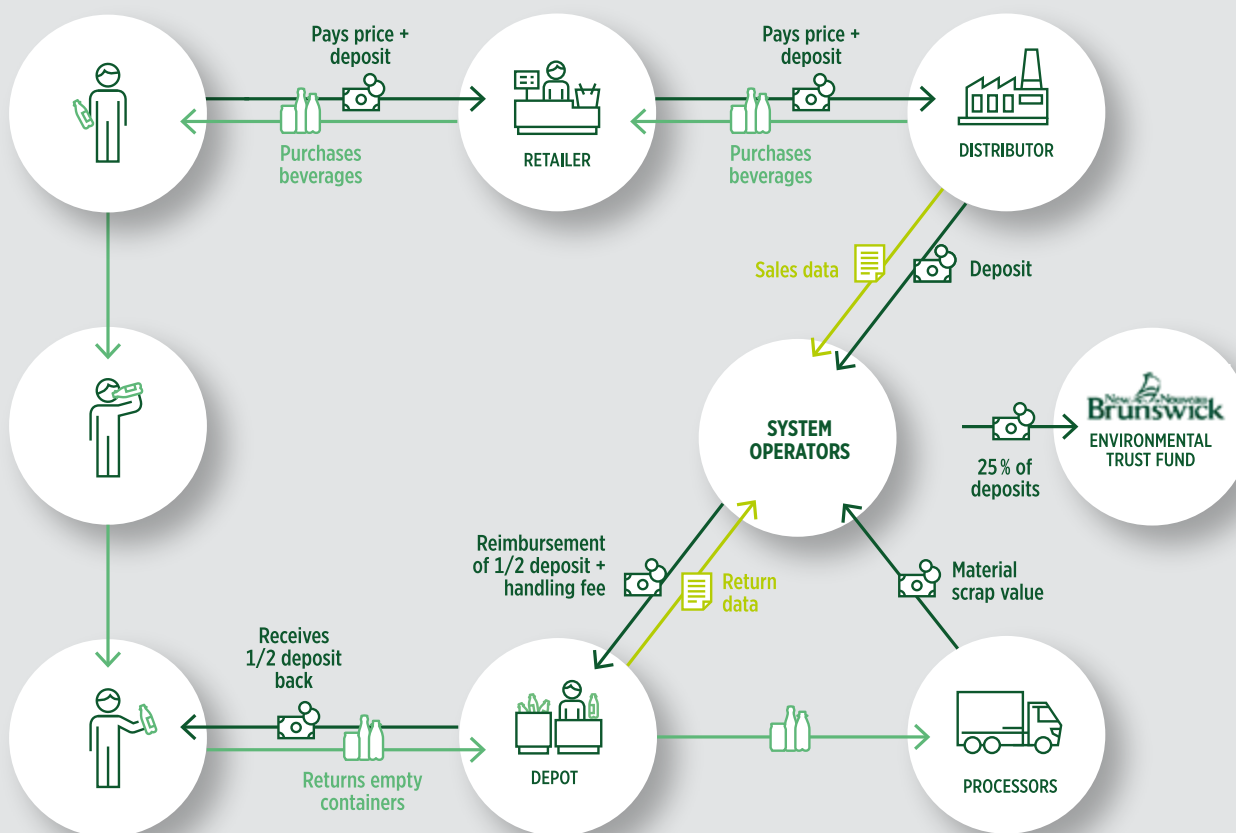 Pays price +
deposit
Pays price +
deposit
RETAILER
DISTRIBUTOR
Purchases
beverages
Purchases
beverages
Sales data
Deposit
New Nouveau
Brunswick
ENVIRONMENTAL
TRUST FUND
SYSTEM
OPERATORS
25 % of
deposits
Reimbursement
of 1/2 deposit +
handling fee
Return
data
Material
scrap value
Receives
1/2 deposit
back
Returns empty
containers
DEPOT
PROCESSORS